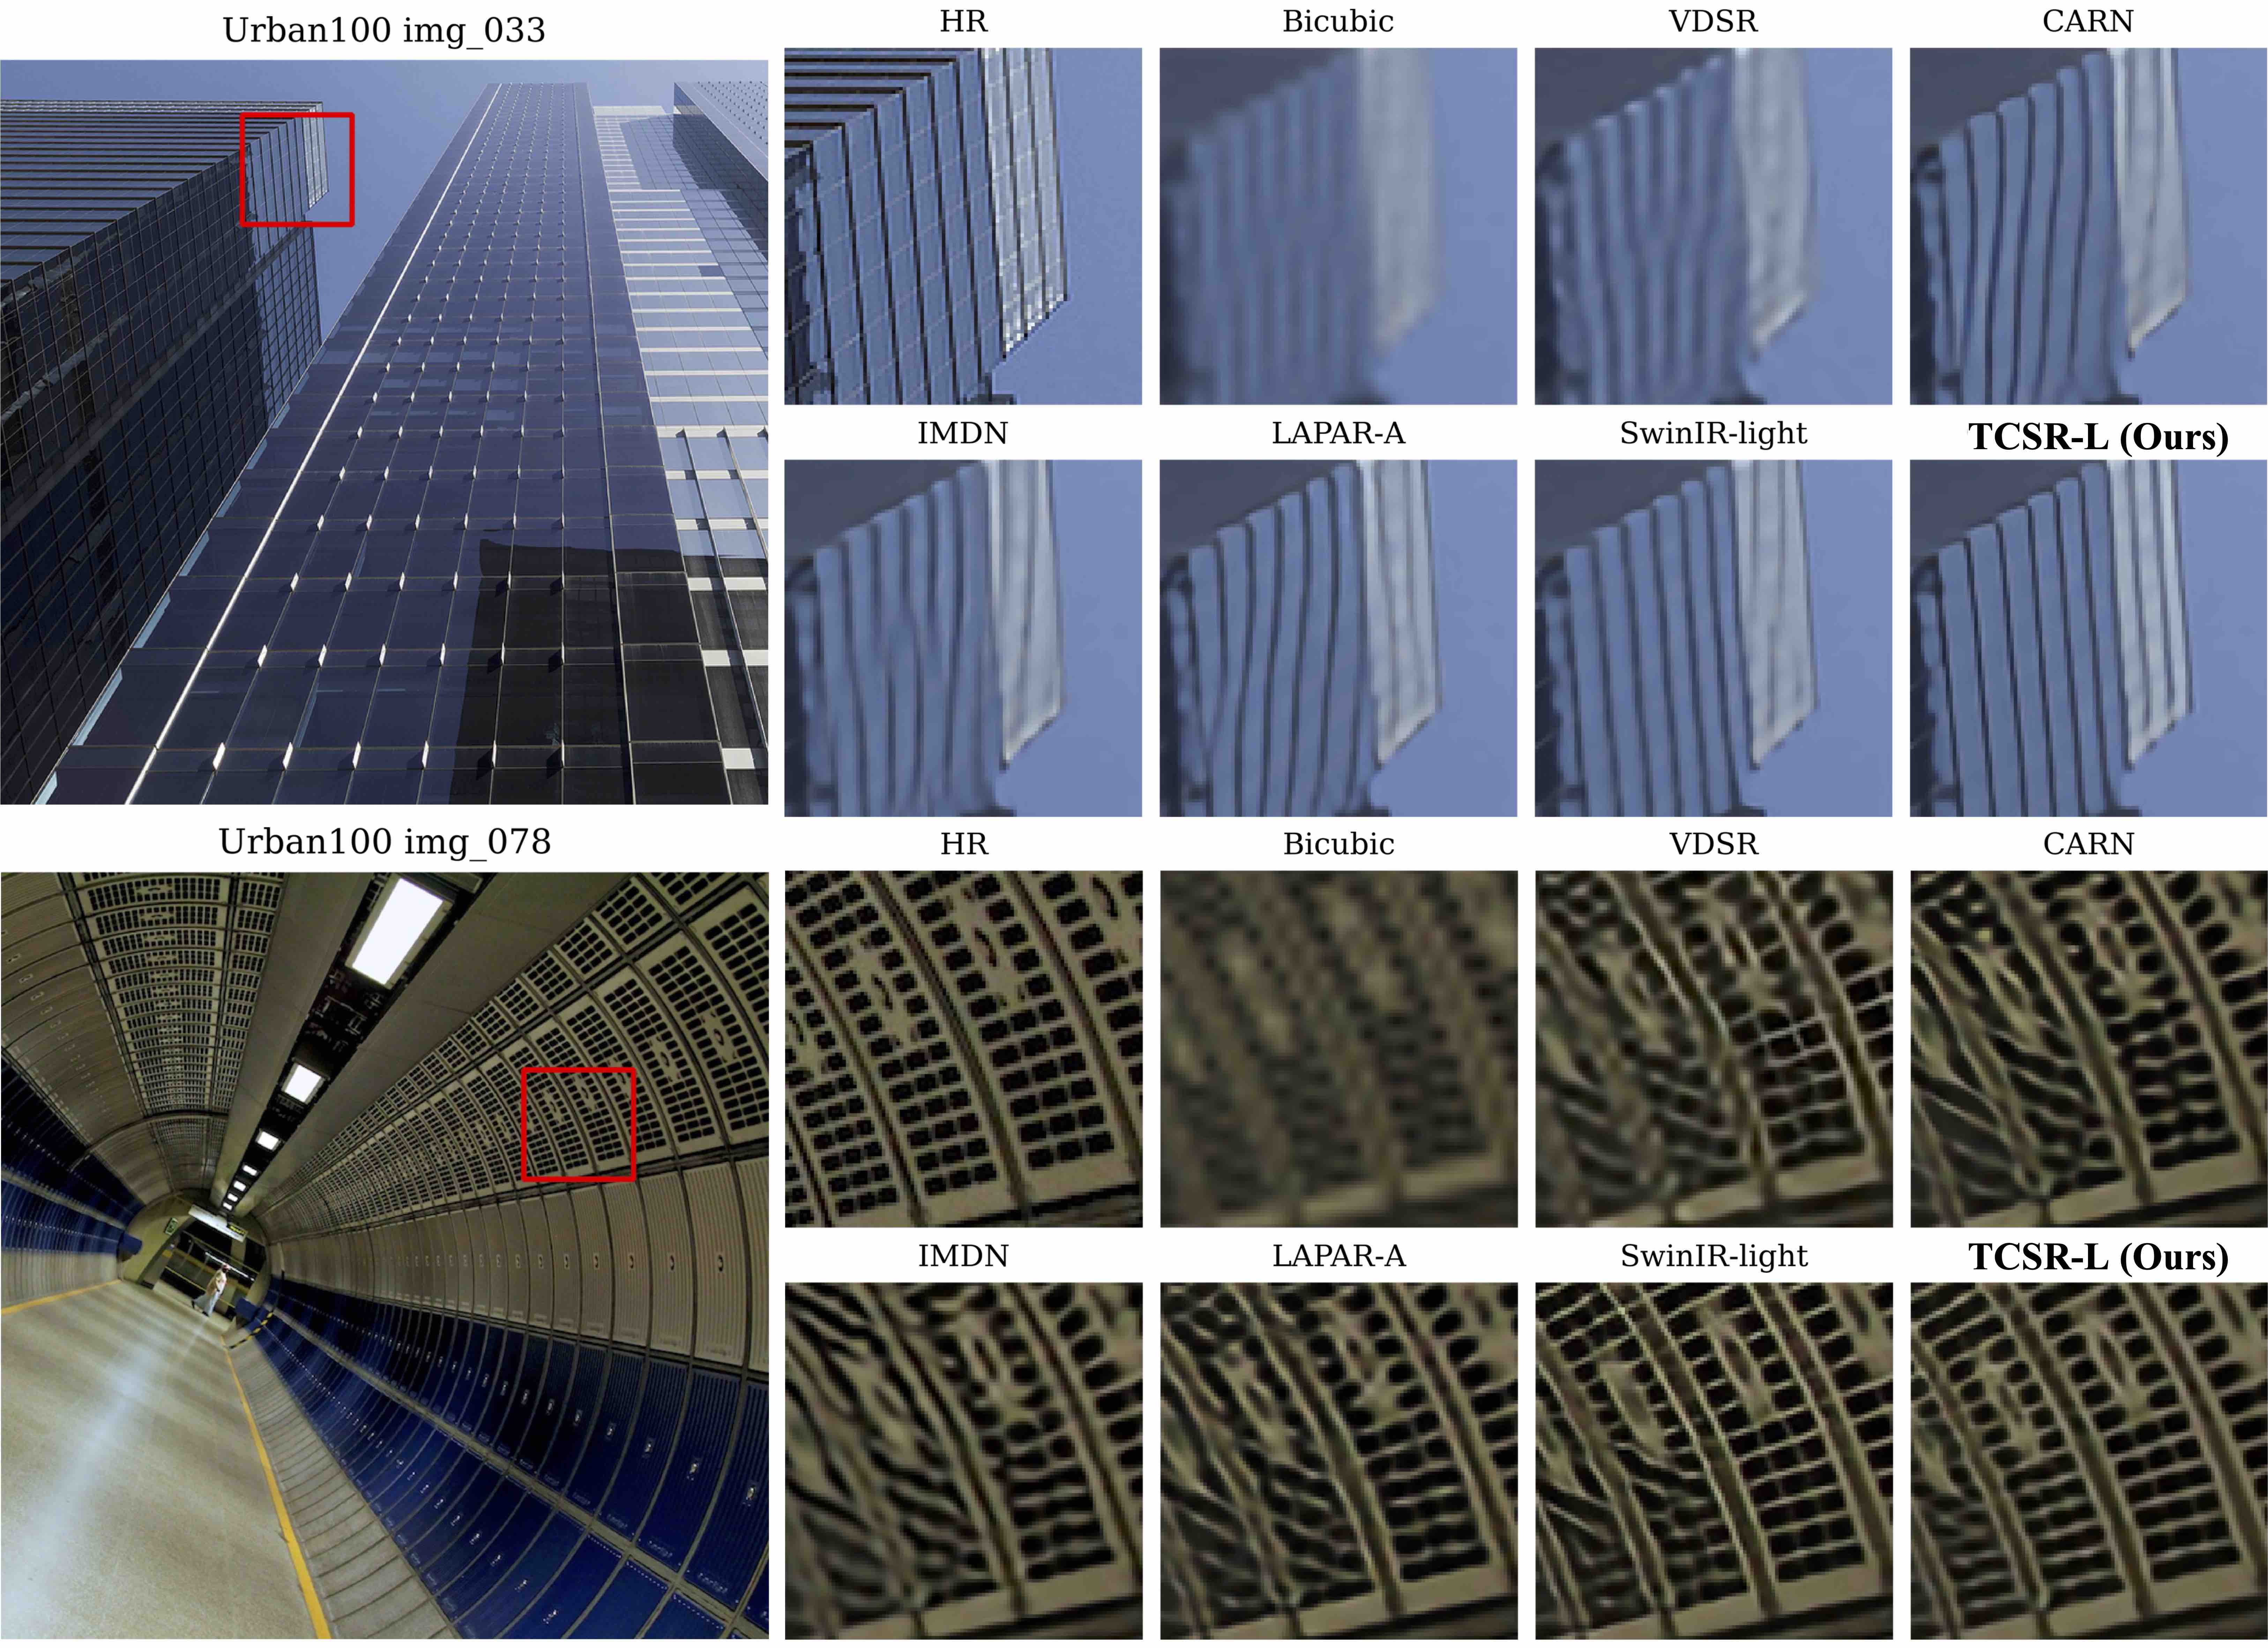 Urban100 img_033
HR
Bicubic
VDSR
CARN
IMDN
LAPAR-A
SwinIR-light
TCSR-L (Ours)
Urban100 img_078
HR
Bicubic
VDSR
CARN
IMDN
LAPAR-A
SwinIR-light
TCSR-L (Ours)